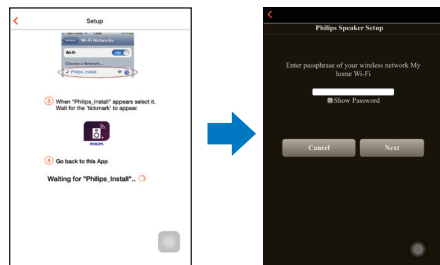 Setup
Settings
Wi-Fi Networks
Wi-Fi
ON
Choose a Network...
Philips_Install
3 When "Philips_Install" appears select it.
Wait for the 'tickmark' to appear.
PHILIPS
4 Go back to this App
Waiting for "Philips_Install"..
Philips Speaker Setup
Enter passphrase of your wireless network My
home Wi-Fi
Show Password
Cancel
Next